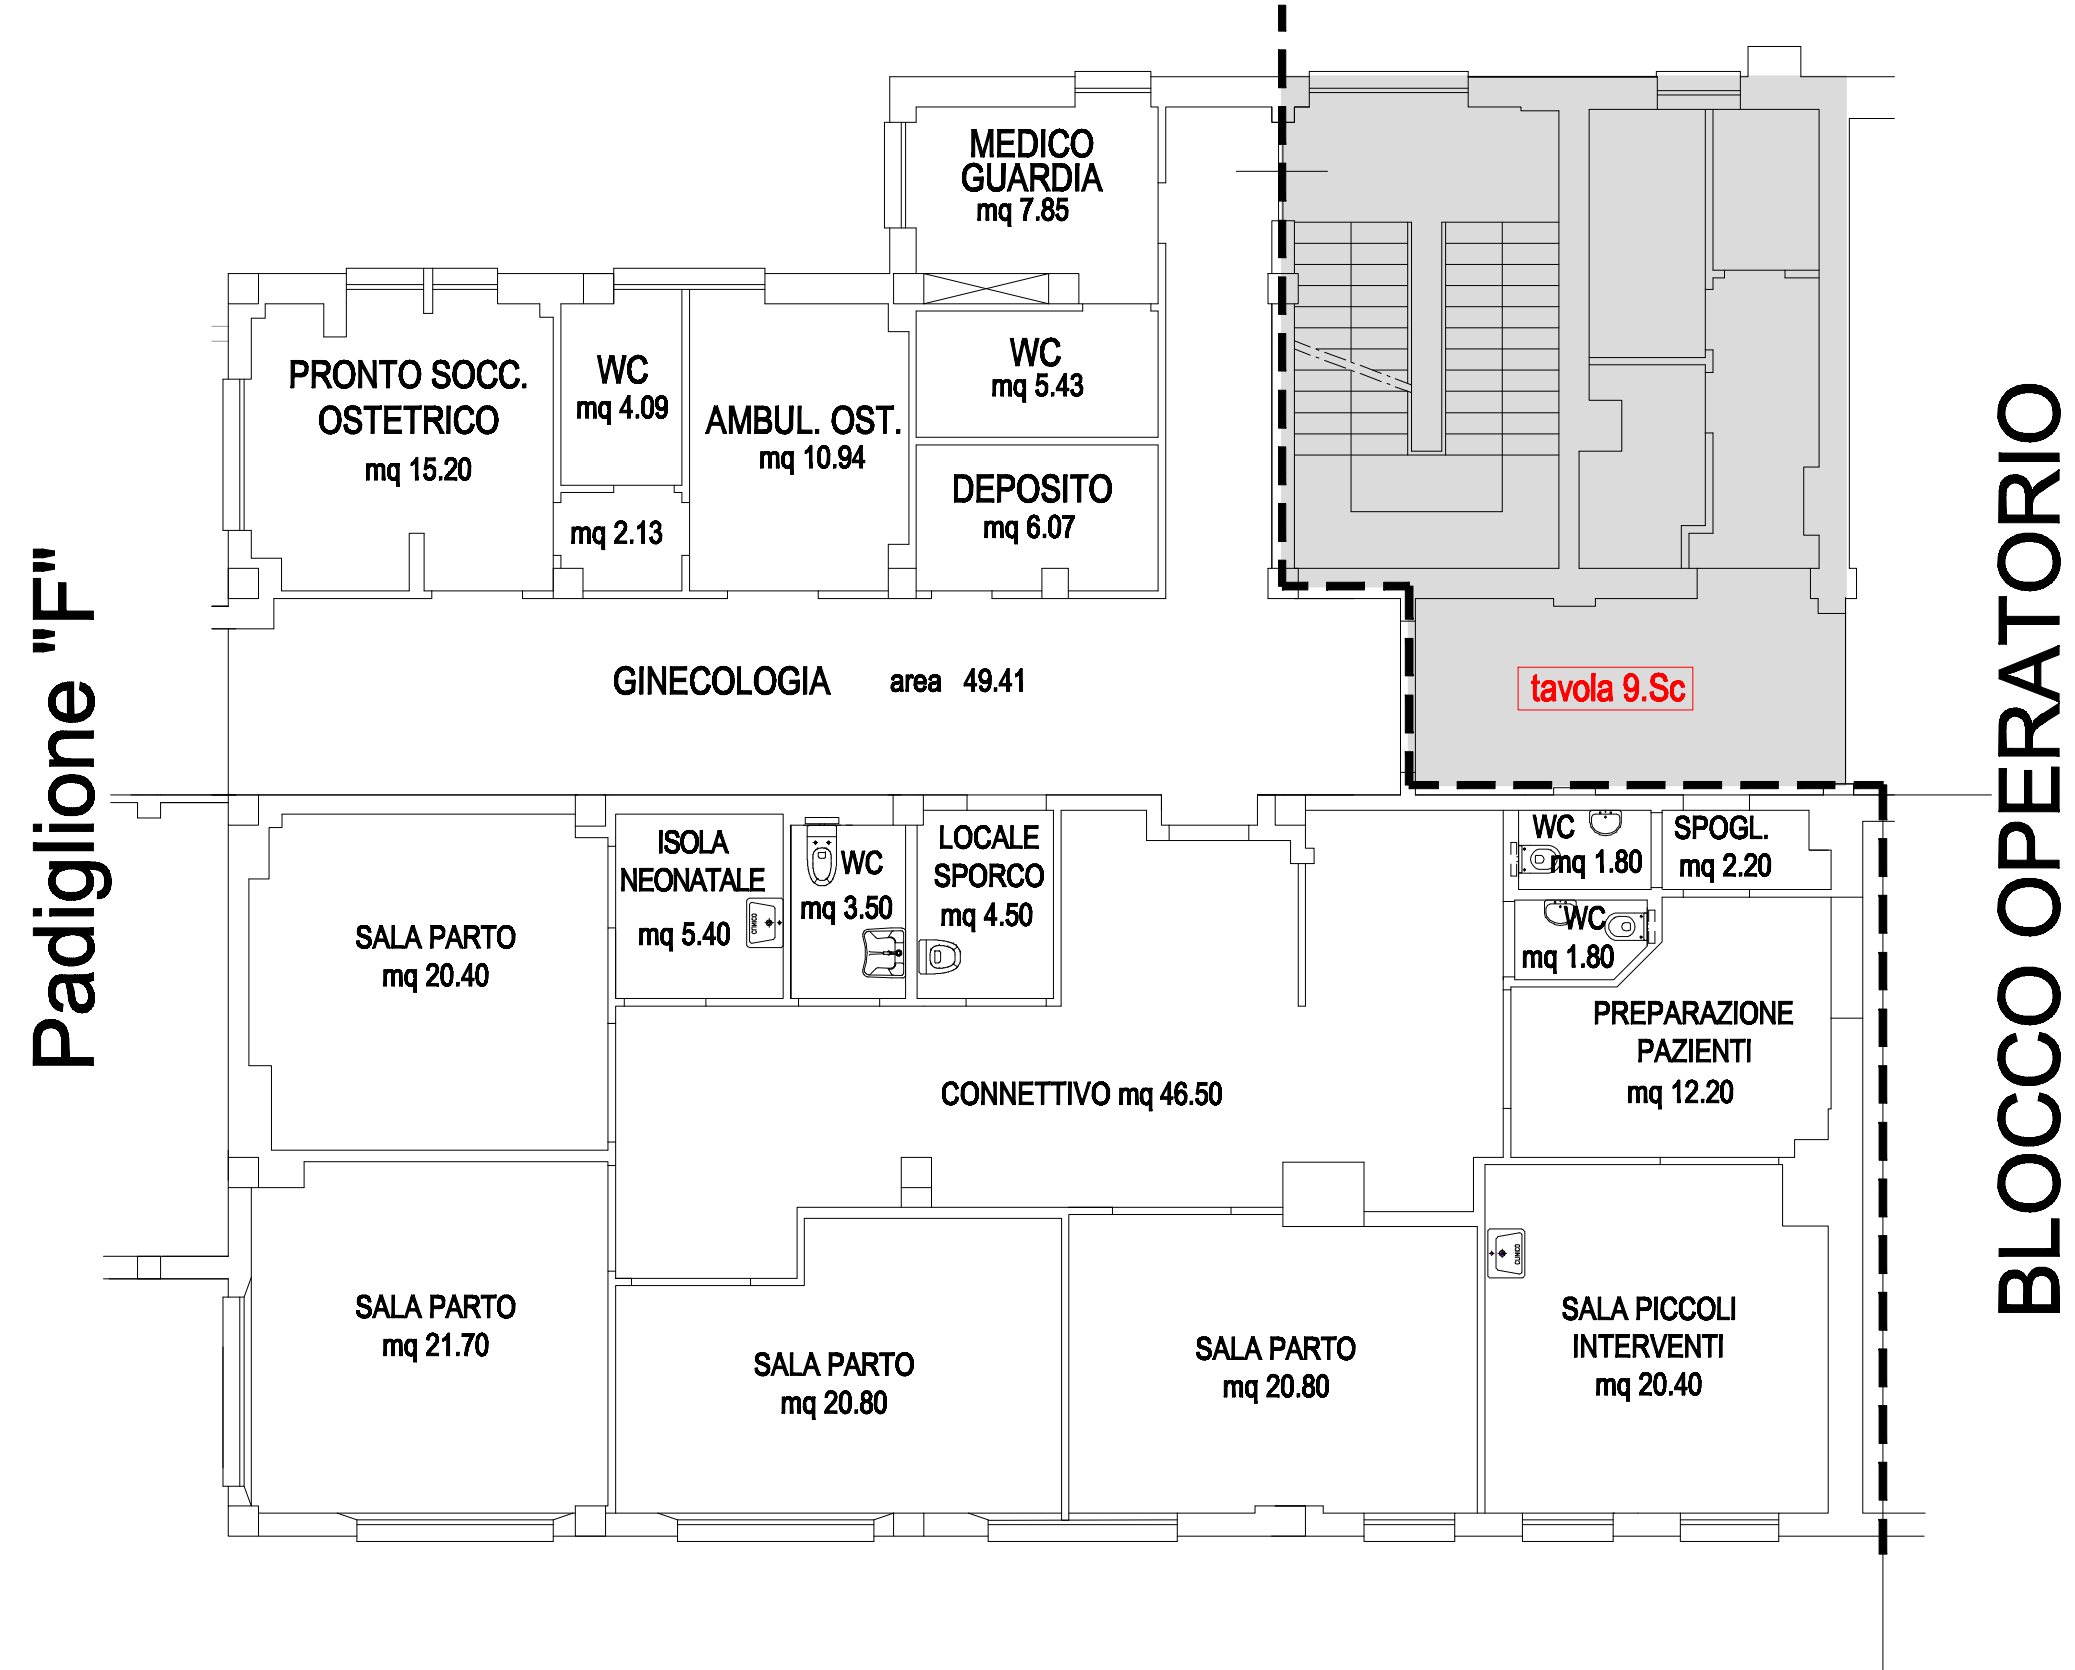 MEDICO
GUARDIA
mq 7.85
PRONTO SOCC.
OSTETRICO
mq 15.20
WC
mq 4.09
mq 2.13
AMBUL. OST.
mq 10.94
WC
mq 5.43
DEPOSITO
mq 6.07
Padiglione "F"
BLOCCO OPERATORIO
GINECOLOGIA area 49.41
tavola 9.Sc
SALA PARTO
mq 20.40
ISOLA
NEONATALE
mq 5.40
CLINICO
WC
mq 3.50
LOCALE
SPORCO
mq 4.50
WC
mq 1.80
SPOGL.
mq 2.20
WC
mq 1.80
PREPARAZIONE
PAZIENTI
mq 12.20
CONNETTIVO mq 46.50
SALA PARTO
mq 21.70
SALA PARTO
mq 20.80
SALA PARTO
mq 20.80
CLINICO
SALA PICCOLI
INTERVENTI
mq 20.40